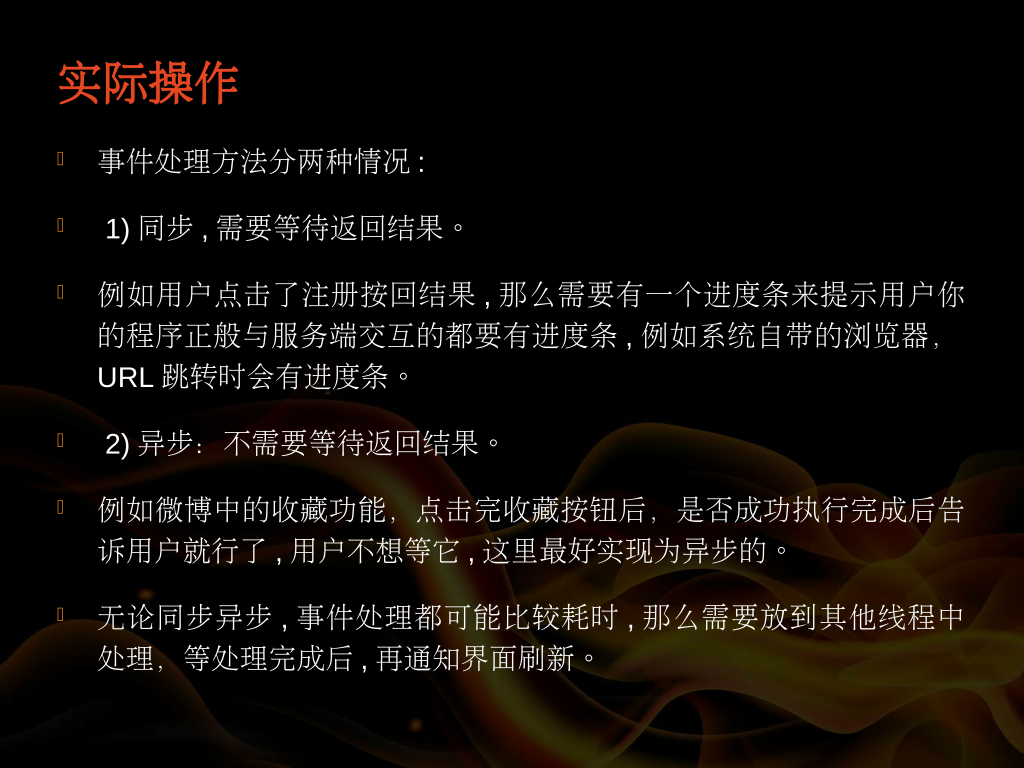 实际操作
事件处理方法分两种情况 :
1) 同步 , 需要等待返回结果。
例如用户点击了注册按回结果 , 那么需要有一个进度条来提示用户你
的程序正般与服务端交互的都要有进度条 , 例如系统自带的浏览器，
URL 跳转时会有进度条。
2) 异步：不需要等待返回结果。
例如微博中的收藏功能，点击完收藏按钮后，是否成功执行完成后告
诉用户就行了 , 用户不想等它 , 这里最好实现为异步的。
无论同步异步 , 事件处理都可能比较耗时 , 那么需要放到其他线程中
处理，等处理完成后 , 再通知界面刷新。